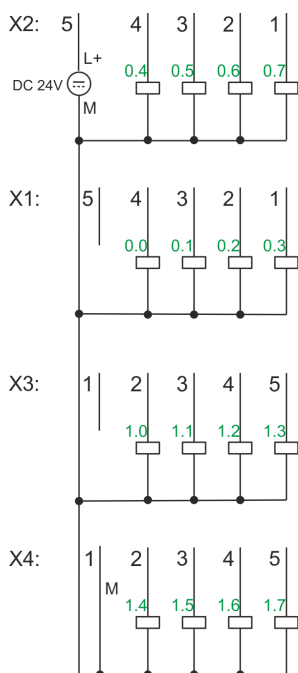 X2: 5 4 3 2 1
L+
0.4 0.5 0.6 0.7
DC 24V
M
X1: 5 4 3 2 1
0.0 0.1 0.2 0.3
X3: 1 2 3 4 5
1.0 1.1 1.2 1.3
X4: 1 2 3 4 5
M
1.4 1.5 1.6 1.7